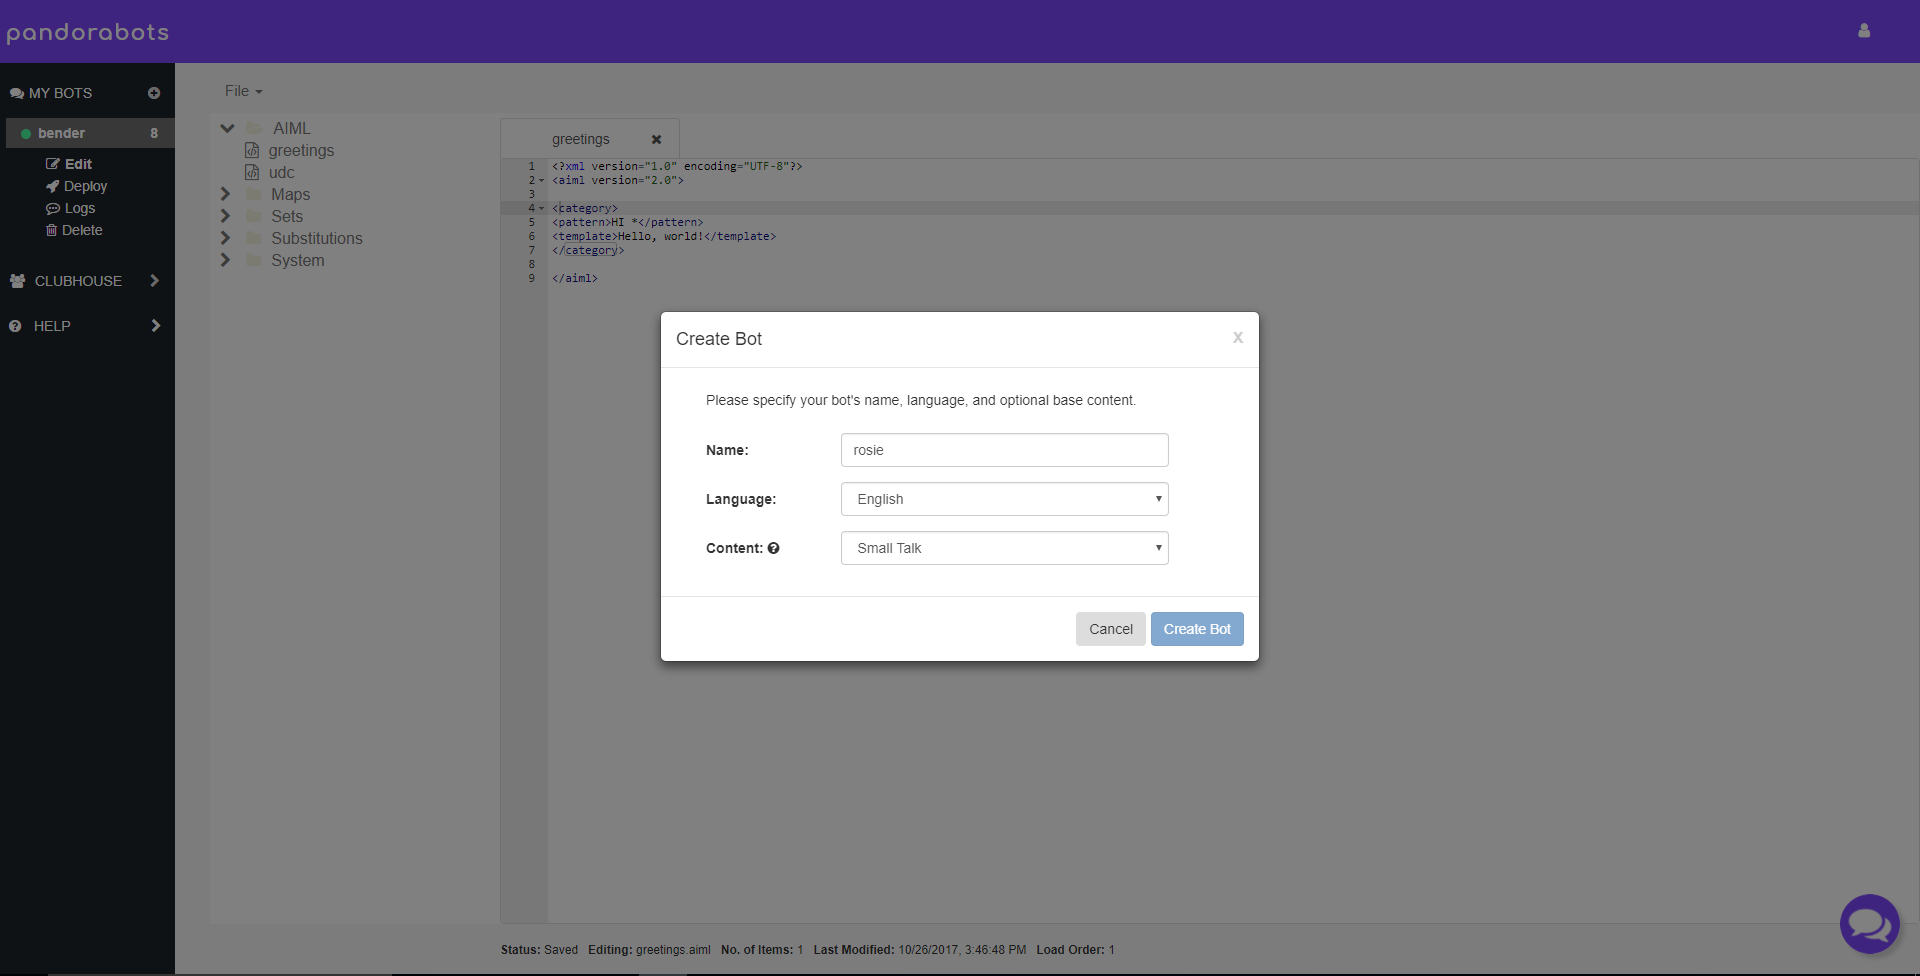 pandorabots
MY BOTS
bender 8
Edit
Deploy
Logs
Delete
CLUBHOUSE
HELP
File
AIML
greetings
udc
Maps
Sets
Substitutions
System
greetings
1 <?xml version="1.0" encoding="UTF-8"?>
2 <aiml version="2.0">
3
4 <category>
5 <pattern>HI *</pattern>
6 <template>Hello, world!</template>
7 </category>
8
9 </aiml>
Create Bot x
Please specify your bot's name, language, and optional base content.
Name: rosie
Language: English
Content: Small Talk
Cancel Create Bot
Status: Saved Editing: greetings.aiml No. of Items: 1 Last Modified: 10/26/2017, 3:46:48 PM Load Order: 1